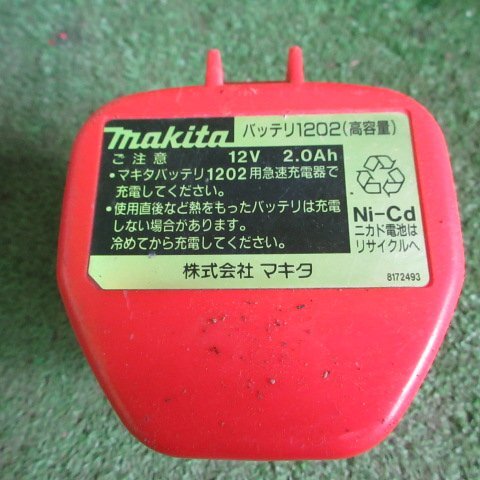 makita バッテリ1202(高容量)
ご注意 12V 2.0Ah
•マキタバッテリ1202用急速充電器で
充電してください。
•使用直後など熱をもったバッテリは充電
しない場合があります。
冷めてから充電してください。
株式会社 マキタ
Ni-Cd
ニカド電池は
リサイクルへ
8172493